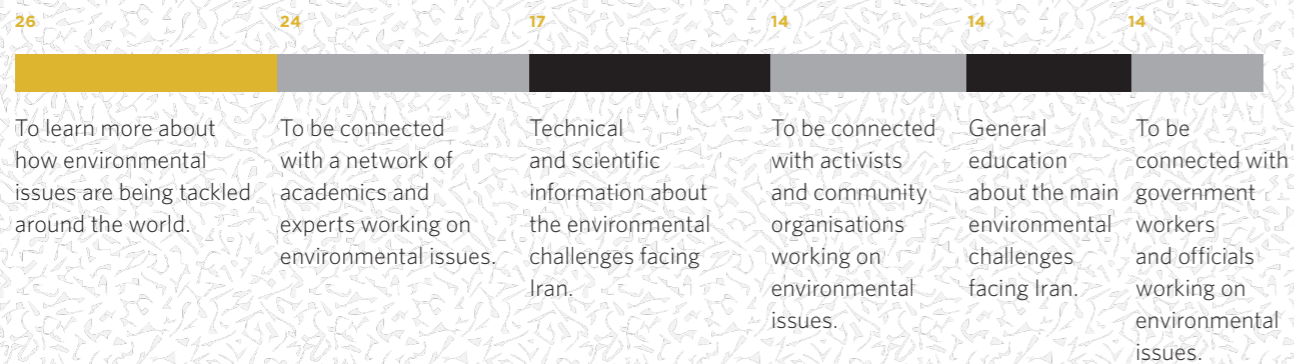 26 24 17 14 14 14
To learn more about
how environmental
issues are being tackled
around the world.
To be connected
with a network of
academics and
experts working on
environmental issues.
Technical
and scientific
information about
the environmental
challenges facing
Iran.
To be connected
with activists
and community
organisations
working on
environmental
issues.
General
education
about the main
environmental
challenges
facing Iran.
To be
connected with
government
workers
and officials
working on
environmental
issues.